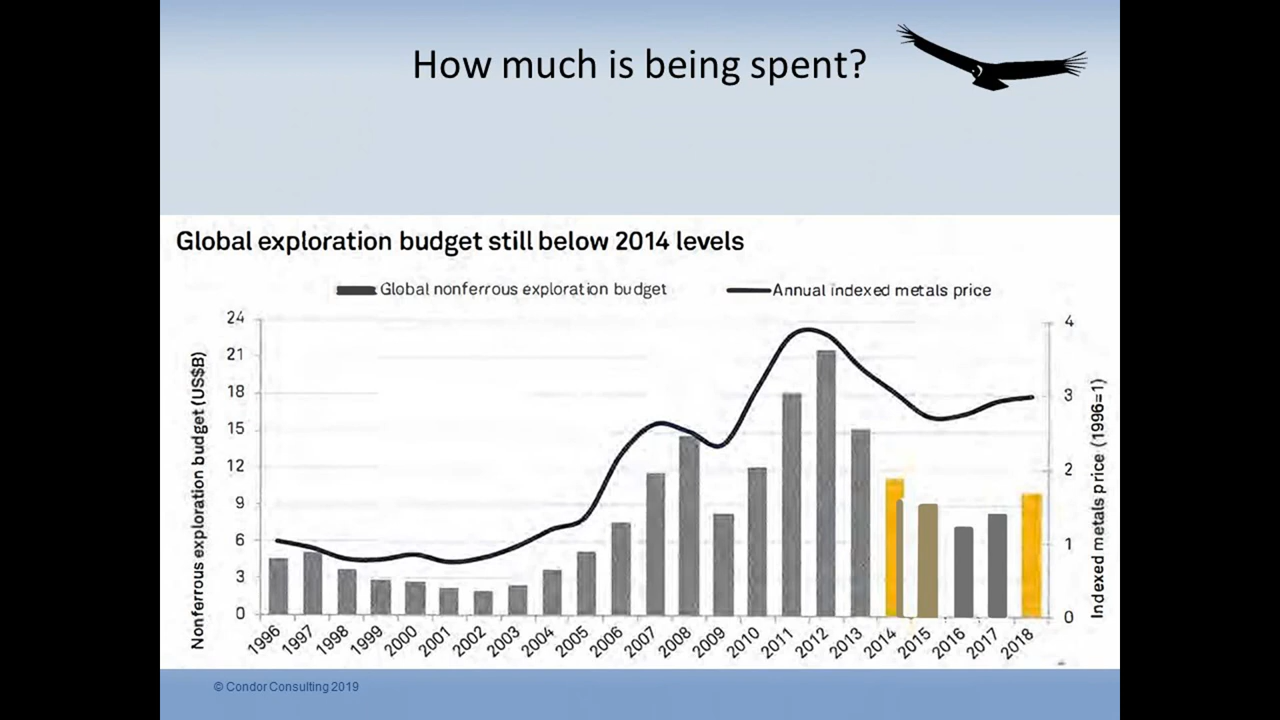 How much is being spent?
Global exploration budget still below 2014 levels
Global nonferrous exploration budget
Annual indexed metals price
Nonferrous exploration budget (US$B)
24
21
18
15
12
9
6
3
0
4
3
2
1
0
Indexed metals price (1996=1)
1996 1997 1998 1999 2000 2001 2002 2003 2004 2005 2006 2007 2008 2009 2010 2011 2012 2013 2014 2015 2016 2017 2018
© Condor Consulting 2019